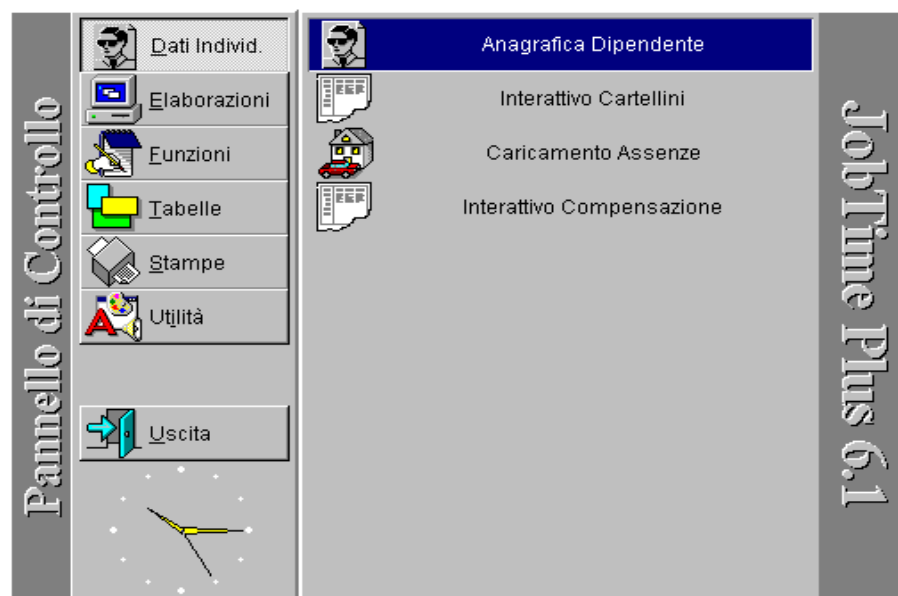 Pannello di Controllo
Dati Individ.
Elaborazioni
Funzioni
Tabelle
Stampe
Utilità
Uscita
Anagrafica Dipendente
Interattivo Cartellini
Caricamento Assenze
Interattivo Compensazione
JobTime Plus 6.1